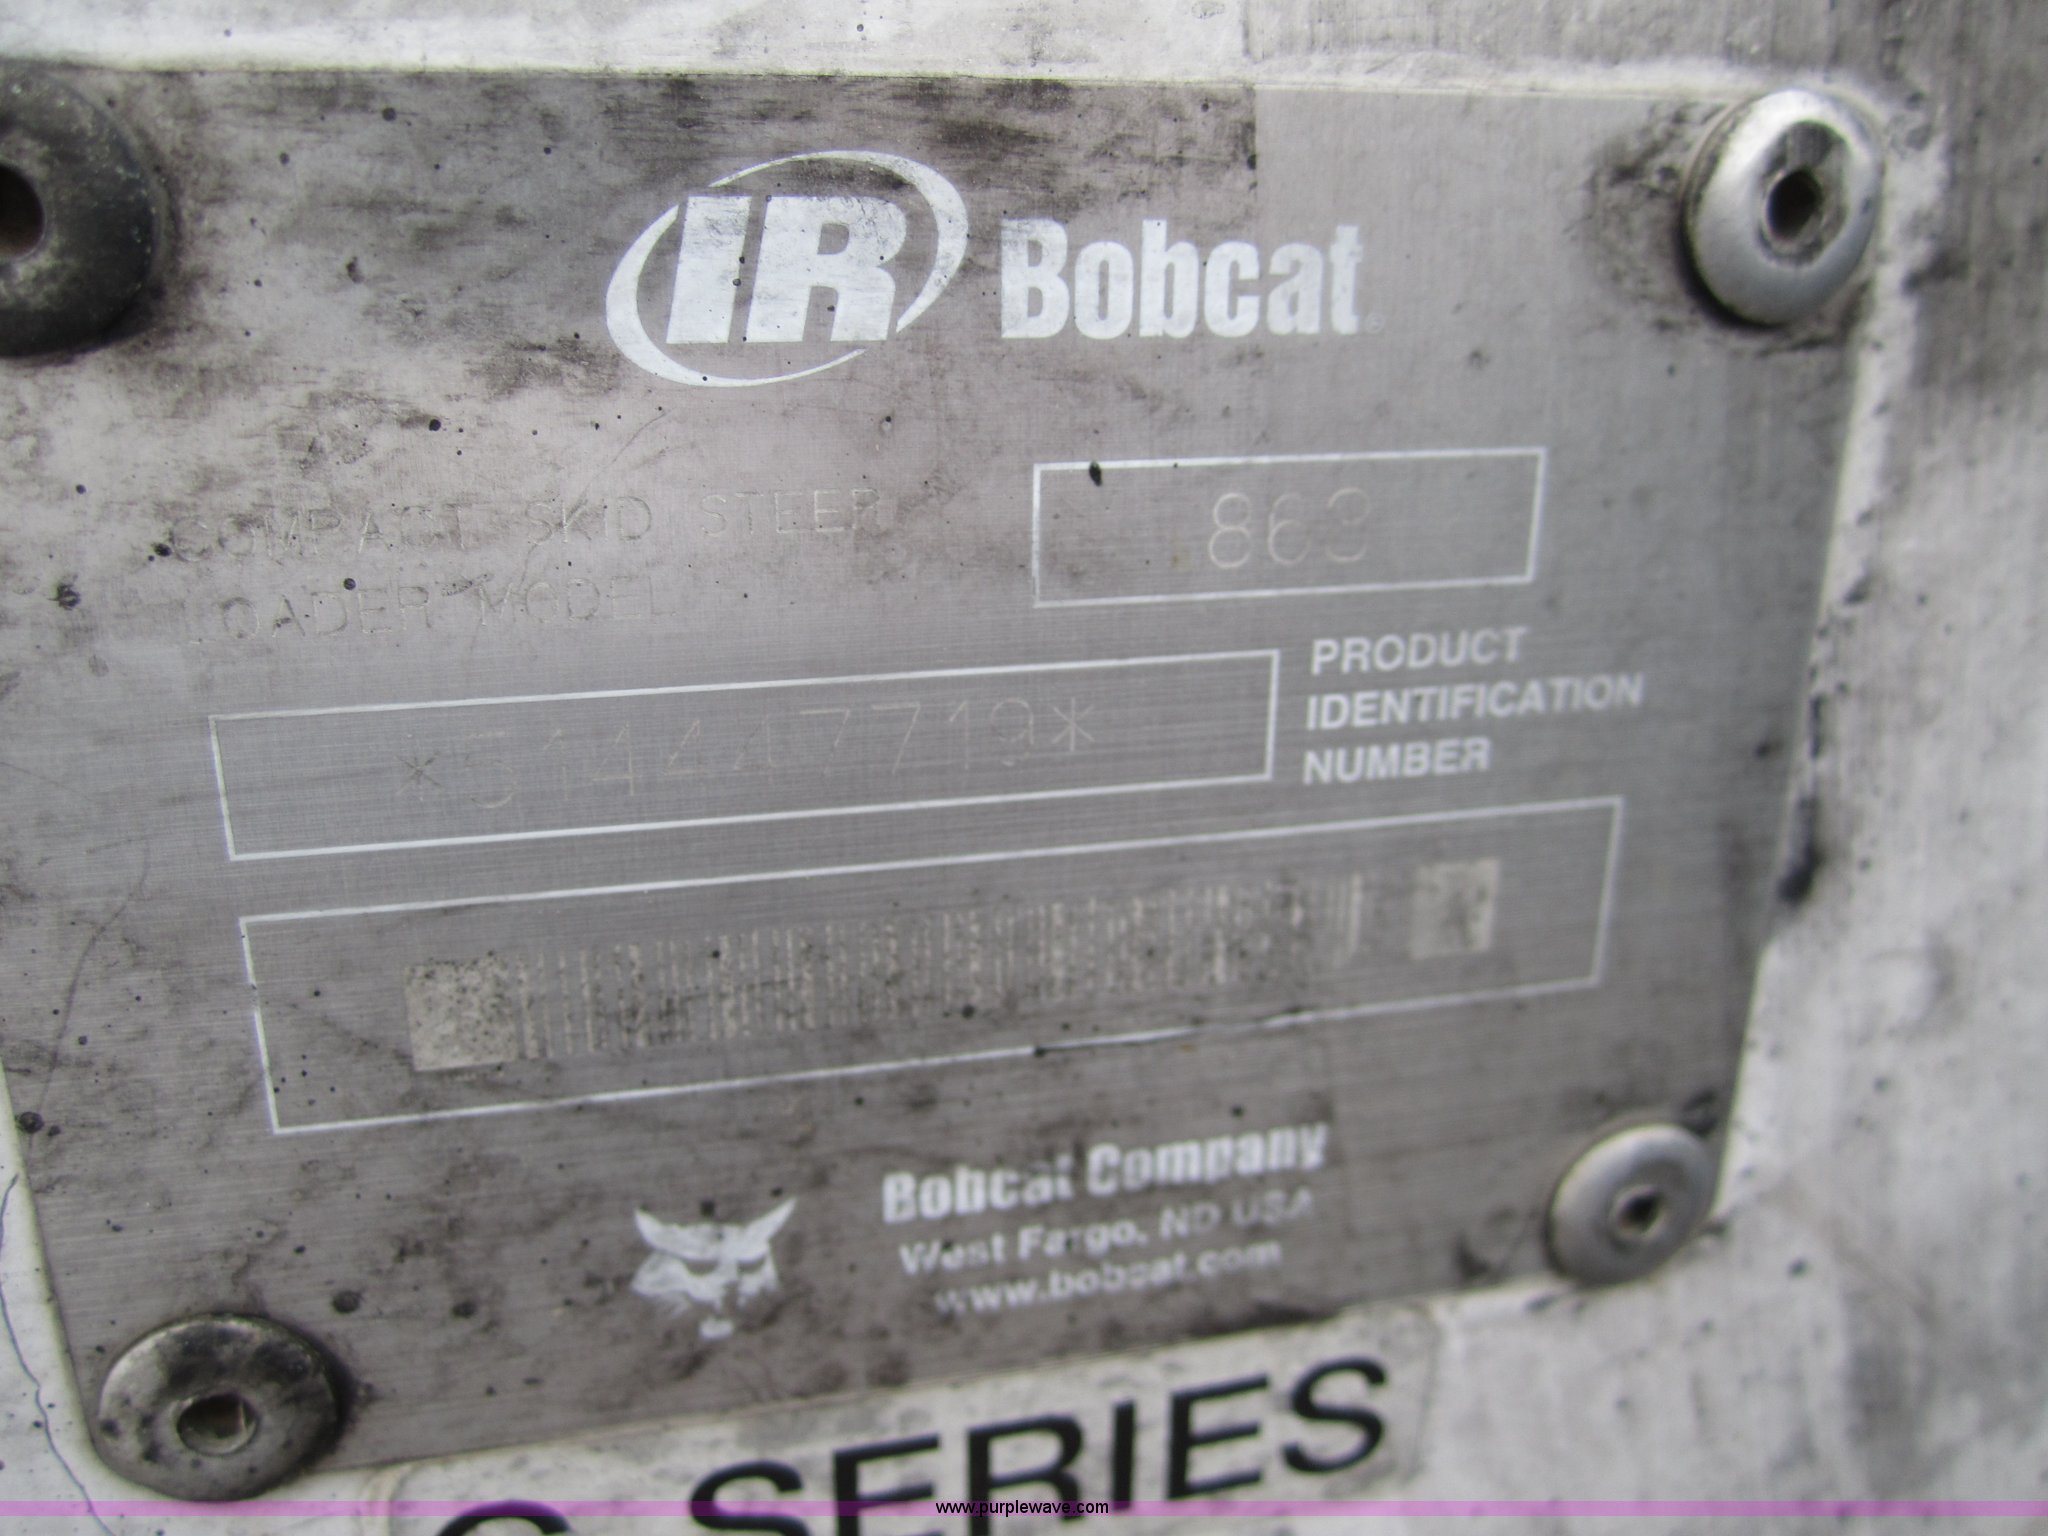 IR Bobcat
COMPACT SKID STEER
LOADER MODEL
863
*514447719*
PRODUCT
IDENTIFICATION
NUMBER
Bobcat Company
West Fargo, ND USA
www.bobcat.com
SERIES
www.purplewave.com